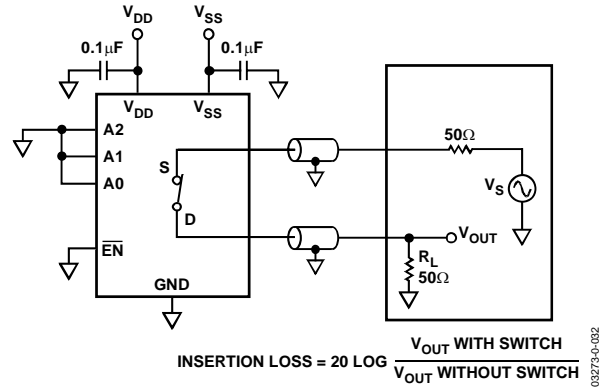 VDD
VSS
0.1μF
0.1μF
VDD
VSS
A2
A1
A0
S
D
EN
GND
50Ω
VS
VOUT
RL
50Ω
INSERTION LOSS = 20 LOG
VOUT WITH SWITCH
VOUT WITHOUT SWITCH
03273-0-032